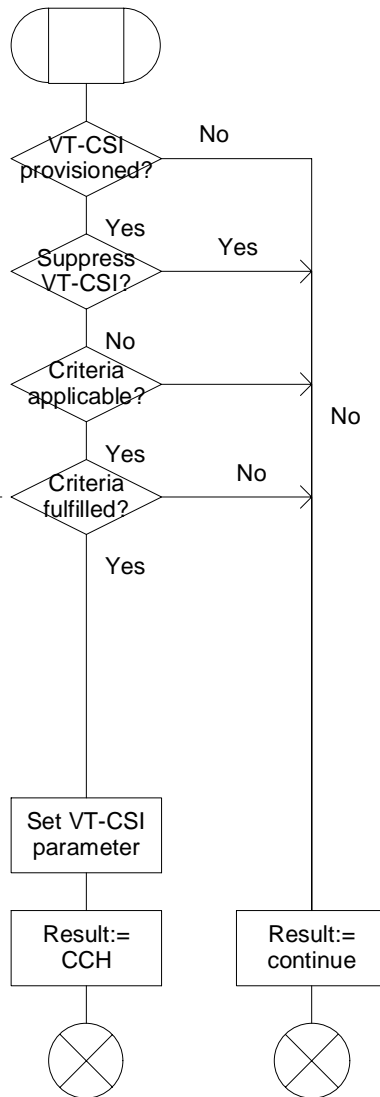 No
VT-CSI
provisioned?
Yes
Suppress
VT-CSI?
Yes
No
Criteria
applicable?
No
Yes
Criteria
fulfilled?
No
Yes
Set VT-CSI
parameter
Result:=
CCH
Result:=
continue